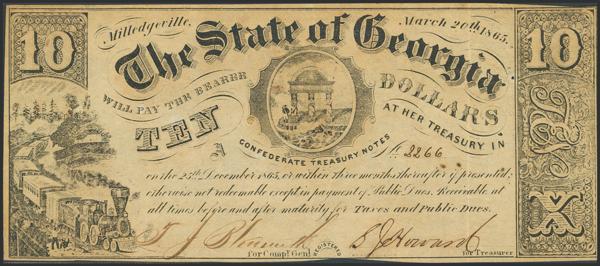 10
Milledgeville, March 20th 1865.
10
The State of Georgia
WILL PAY THE BEARER
TEN DOLLARS
A
AT HER TREASURY IN
CONFEDERATE TREASURY NOTES
No. 2266
on the 25th December 1865, or within three months thereafter if presented;
otherwise not redeemable except in payment of Public Dues. Receivable at
all times before and after maturity for Taxes and Public Dues.
for Compt Genl
REGISTERED
B J Howard
for Treasurer
X